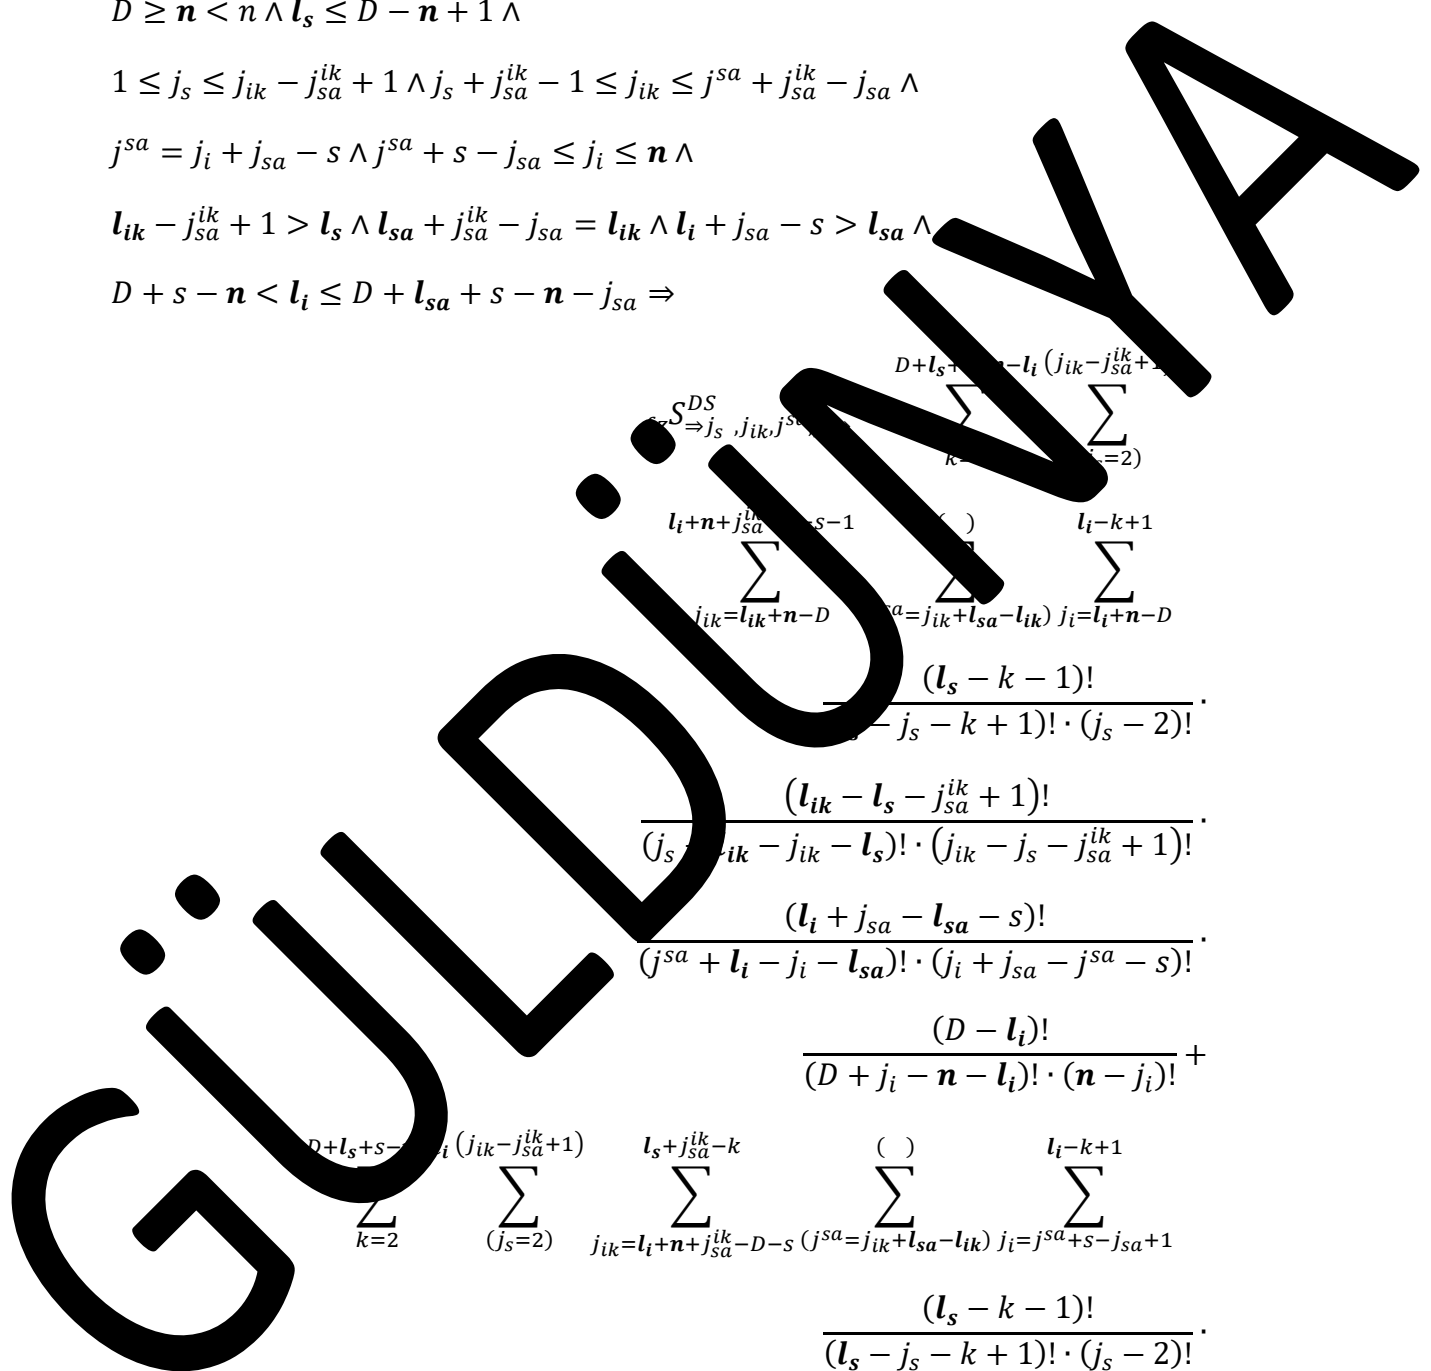 D ≥ 𝒏 < n ∧ 𝒍_𝒔 ≤ D − 𝒏 + 1 ∧
1 ≤ j_s ≤ j_{ik} − j_{sa}^{ik} + 1 ∧ j_s + j_{sa}^{ik} − 1 ≤ j_{ik} ≤ j^{sa} + j_{sa}^{ik} − j_{sa} ∧
j^{sa} = j_i + j_{sa} − s ∧ j^{sa} + s − j_{sa} ≤ j_i ≤ 𝒏 ∧
𝒍_{𝒊𝒌} − j_{sa}^{ik} + 1 > 𝒍_𝒔 ∧ 𝒍_{𝒔𝒂} + j_{sa}^{ik} − j_{sa} = 𝒍_{𝒊𝒌} ∧ 𝒍_𝒊 + j_{sa} − s > 𝒍_{𝒔𝒂} ∧
D + s − 𝒏 < 𝒍_𝒊 ≤ D + 𝒍_{𝒔𝒂} + s − 𝒏 − j_{sa} ⇒
S^{DS}_{⇒j_s ,j_{ik},j^{sa}} ∑ ∑_{=2)}
∑_{j_{ik}=𝒍_{𝒊𝒌}+𝒏−D} ∑^{( )}_{=j_{ik}+𝒍_{𝒔𝒂}−𝒍_{𝒊𝒌})} ∑_{j_i=𝒍_𝒊+𝒏−D}^{𝒍_𝒊−k+1}
(𝒍_𝒔 − k − 1)!
− j_s − k + 1)! · (j_s − 2)! ·
(𝒍_{𝒊𝒌} − 𝒍_𝒔 − j_{sa}^{ik} + 1)!
(j_s 𝒊𝒌 − j_{ik} − 𝒍_𝒔)! · (j_{ik} − j_s − j_{sa}^{ik} + 1)! ·
(𝒍_𝒊 + j_{sa} − 𝒍_{𝒔𝒂} − s)!
(j^{sa} + 𝒍_𝒊 − j_i − 𝒍_{𝒔𝒂})! · (j_i + j_{sa} − j^{sa} − s)! ·
(D − 𝒍_𝒊)!
(D + j_i − 𝒏 − 𝒍_𝒊)! · (𝒏 − j_i)! +
∑_{k=2} ∑_{(j_s=2)}^{(j_{ik}−j_{sa}^{ik}+1)} ∑_{j_{ik}=𝒍_𝒊+𝒏+j_{sa}^{ik}−D−s}^{𝒍_𝒔+j_{sa}^{ik}−k} ∑_{(j^{sa}=j_{ik}+𝒍_{𝒔𝒂}−𝒍_{𝒊𝒌})}^{( )} ∑_{j_i=j^{sa}+s−j_{sa}+1}^{𝒍_𝒊−k+1}
(𝒍_𝒔 − k − 1)!
(𝒍_𝒔 − j_s − k + 1)! · (j_s − 2)! ·
GÜLDÜNYA